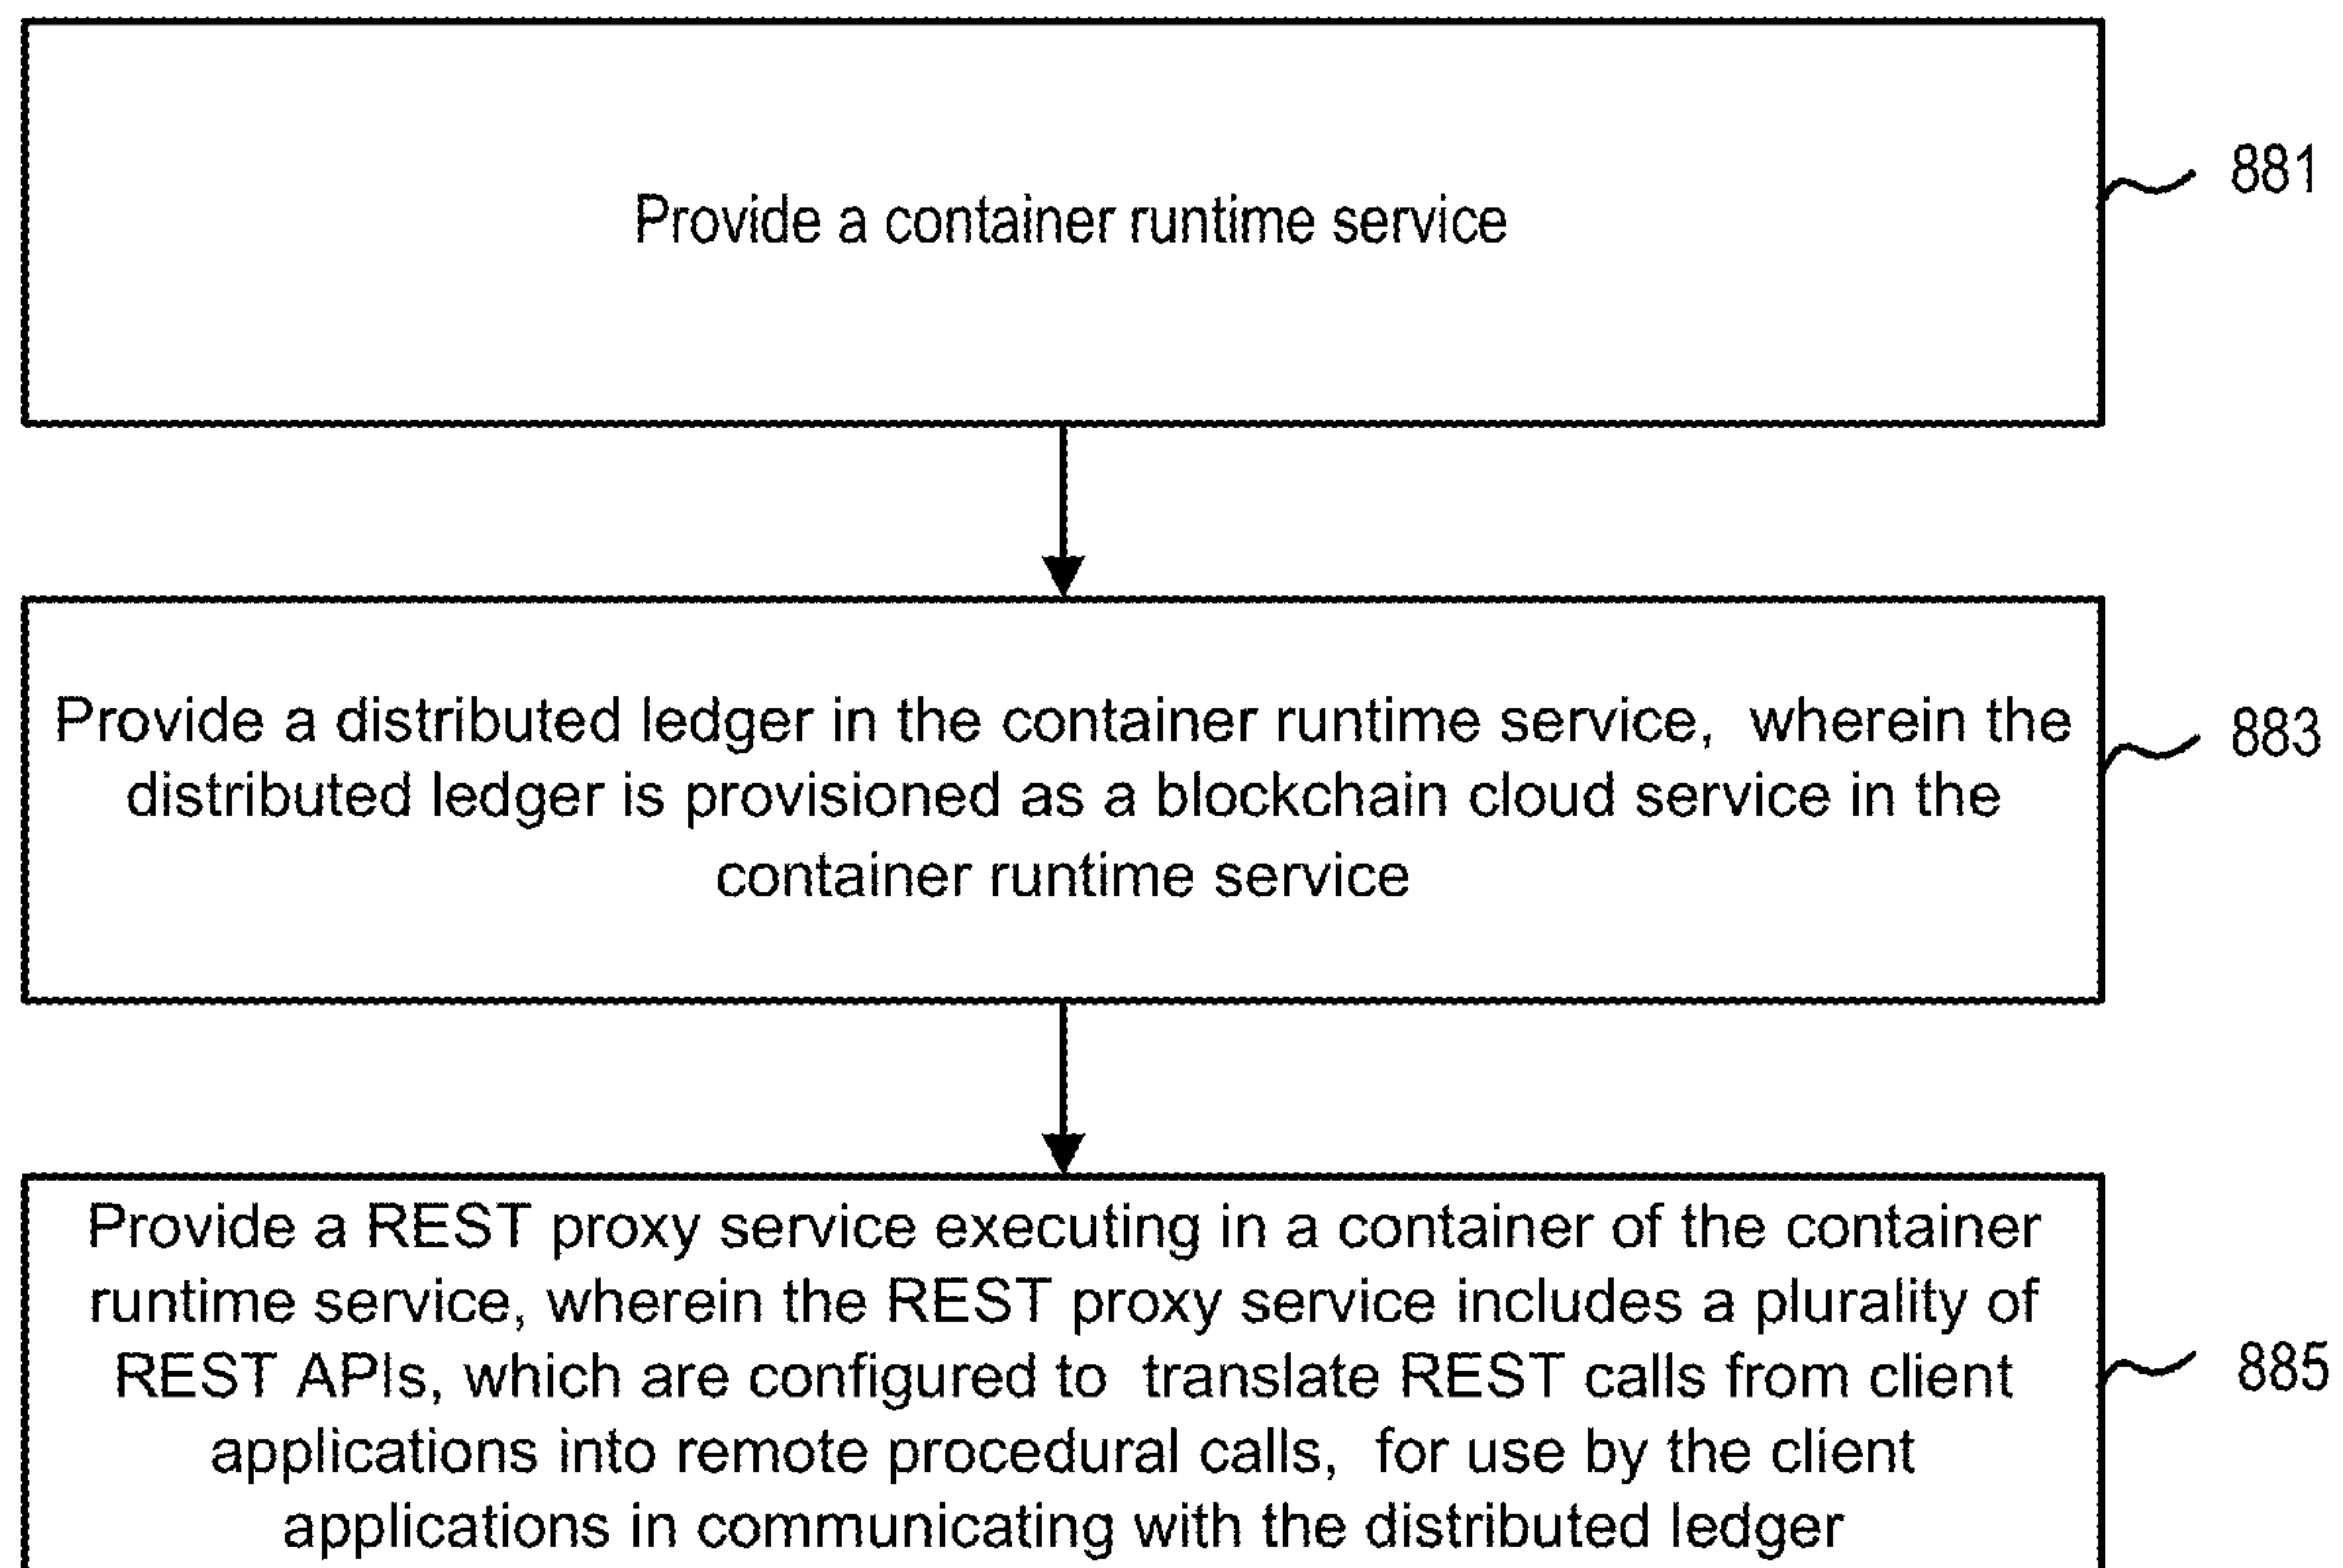 Provide a container runtime service
881
Provide a distributed ledger in the container runtime service, wherein the
distributed ledger is provisioned as a blockchain cloud service in the
container runtime service
883
Provide a REST proxy service executing in a container of the container
runtime service, wherein the REST proxy service includes a plurality of
REST APIs, which are configured to translate REST calls from client
applications into remote procedural calls, for use by the client
applications in communicating with the distributed ledger
885